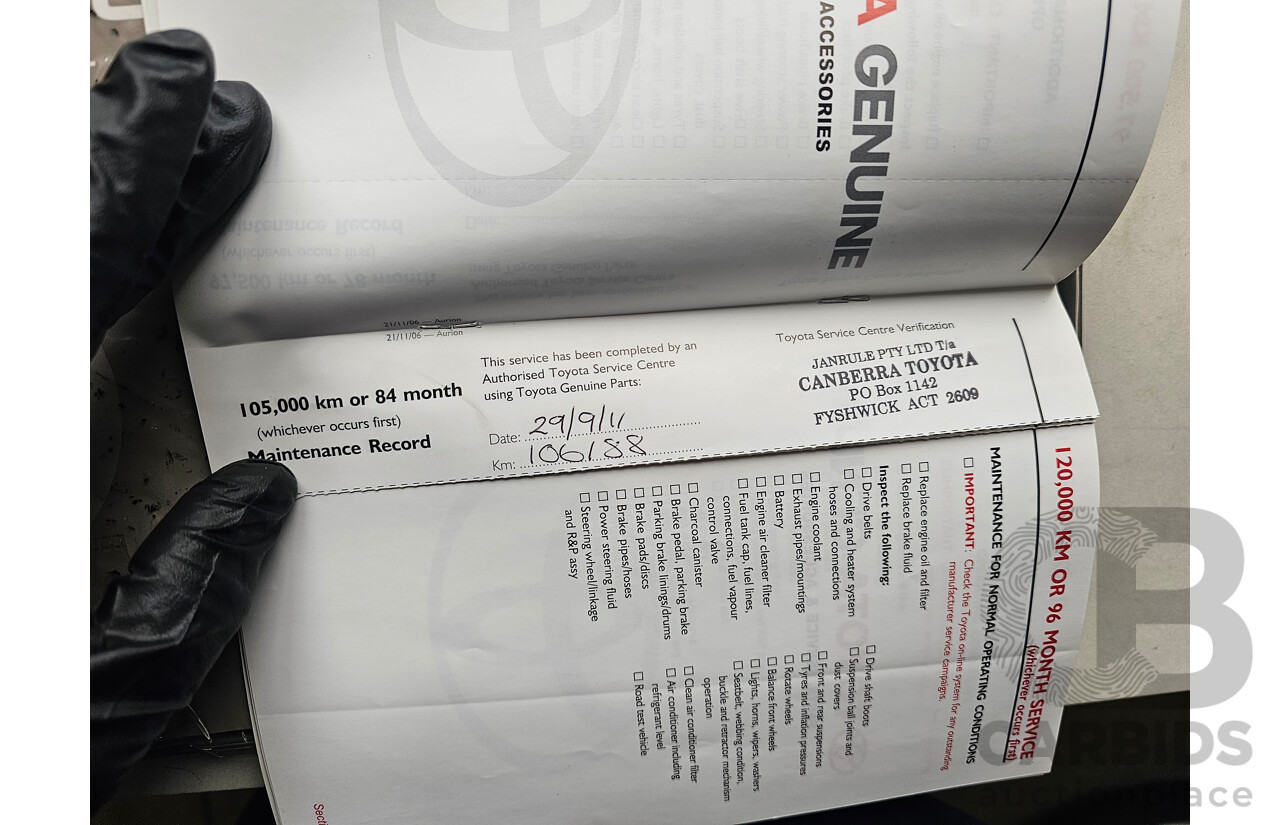 A GENUINE
ACCESSORIES
21/11/06 — Aurion
21/11/06 — Aurion
105,000 km or 84 month
(whichever occurs first)
Maintenance Record
This service has been completed by an
Authorised Toyota Service Centre
using Toyota Genuine Parts:
Date: 29/9/11
Km: 106188
Toyota Service Centre Verification
JANRULE PTY LTD T/a
CANBERRA TOYOTA
PO Box 1142
FYSHWICK ACT 2609
120,000 KM OR 96 MONTH SERVICE
(whichever occurs first)
MAINTENANCE FOR NORMAL OPERATING CONDITIONS
☐ IMPORTANT: Check the Toyota on-line system for any outstanding
manufacturer service campaigns.
☐ Replace engine oil and filter
☐ Replace brake fluid
Inspect the following:
☐ Drive belts
☐ Cooling and heater system
hoses and connections
☐ Engine coolant
☐ Exhaust pipes/mountings
☐ Battery
☐ Engine air cleaner filter
☐ Fuel tank cap, fuel lines,
connections, fuel vapour
control valve
☐ Charcoal canister
☐ Brake pedal, parking brake
☐ Parking brake linings/drums
☐ Brake pads/discs
☐ Brake pipes/hoses
☐ Power steering fluid
☐ Steering wheel/linkage
and R&P assy
☐ Drive shaft boots
☐ Suspension ball joints and
dust covers
☐ Front and rear suspensions
☐ Tyres and inflation pressures
☐ Rotate wheels
☐ Balance front wheels
☐ Lights, horns, wipers, washers
☐ Seatbelt, webbing condition,
buckle and retractor mechanism
operation
☐ Clean air conditioner filter
☐ Air conditioner including
refrigerant level
☐ Road test vehicle
Secti
CARBIDS